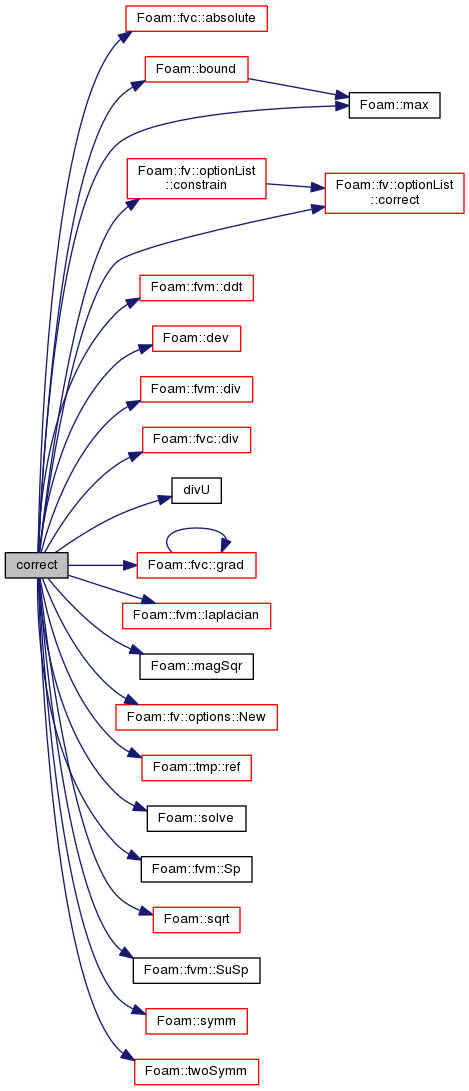 Foam::fvc::absolute
Foam::bound
Foam::max
Foam::fv::optionList
::constrain
Foam::fv::optionList
::correct
Foam::fvm::ddt
Foam::dev
Foam::fvm::div
Foam::fvc::div
divU
correct
Foam::fvc::grad
Foam::fvm::laplacian
Foam::magSqr
Foam::fv::options::New
Foam::tmp::ref
Foam::solve
Foam::fvm::Sp
Foam::sqrt
Foam::fvm::SuSp
Foam::symm
Foam::twoSymm